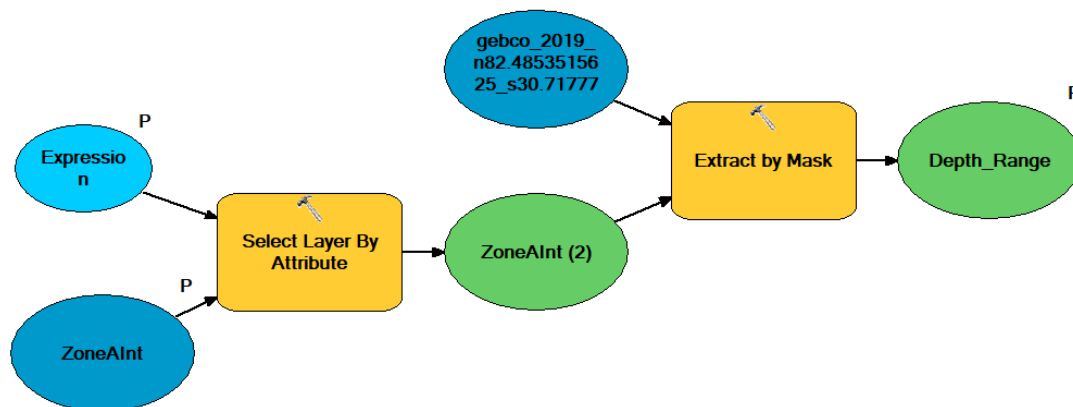 gebco_2019_
n82.48535156
25_s30.71777
P
P
Expressio
n
Extract by Mask
Depth_Range
Select Layer By
Attribute
ZoneAInt (2)
P
ZoneAInt